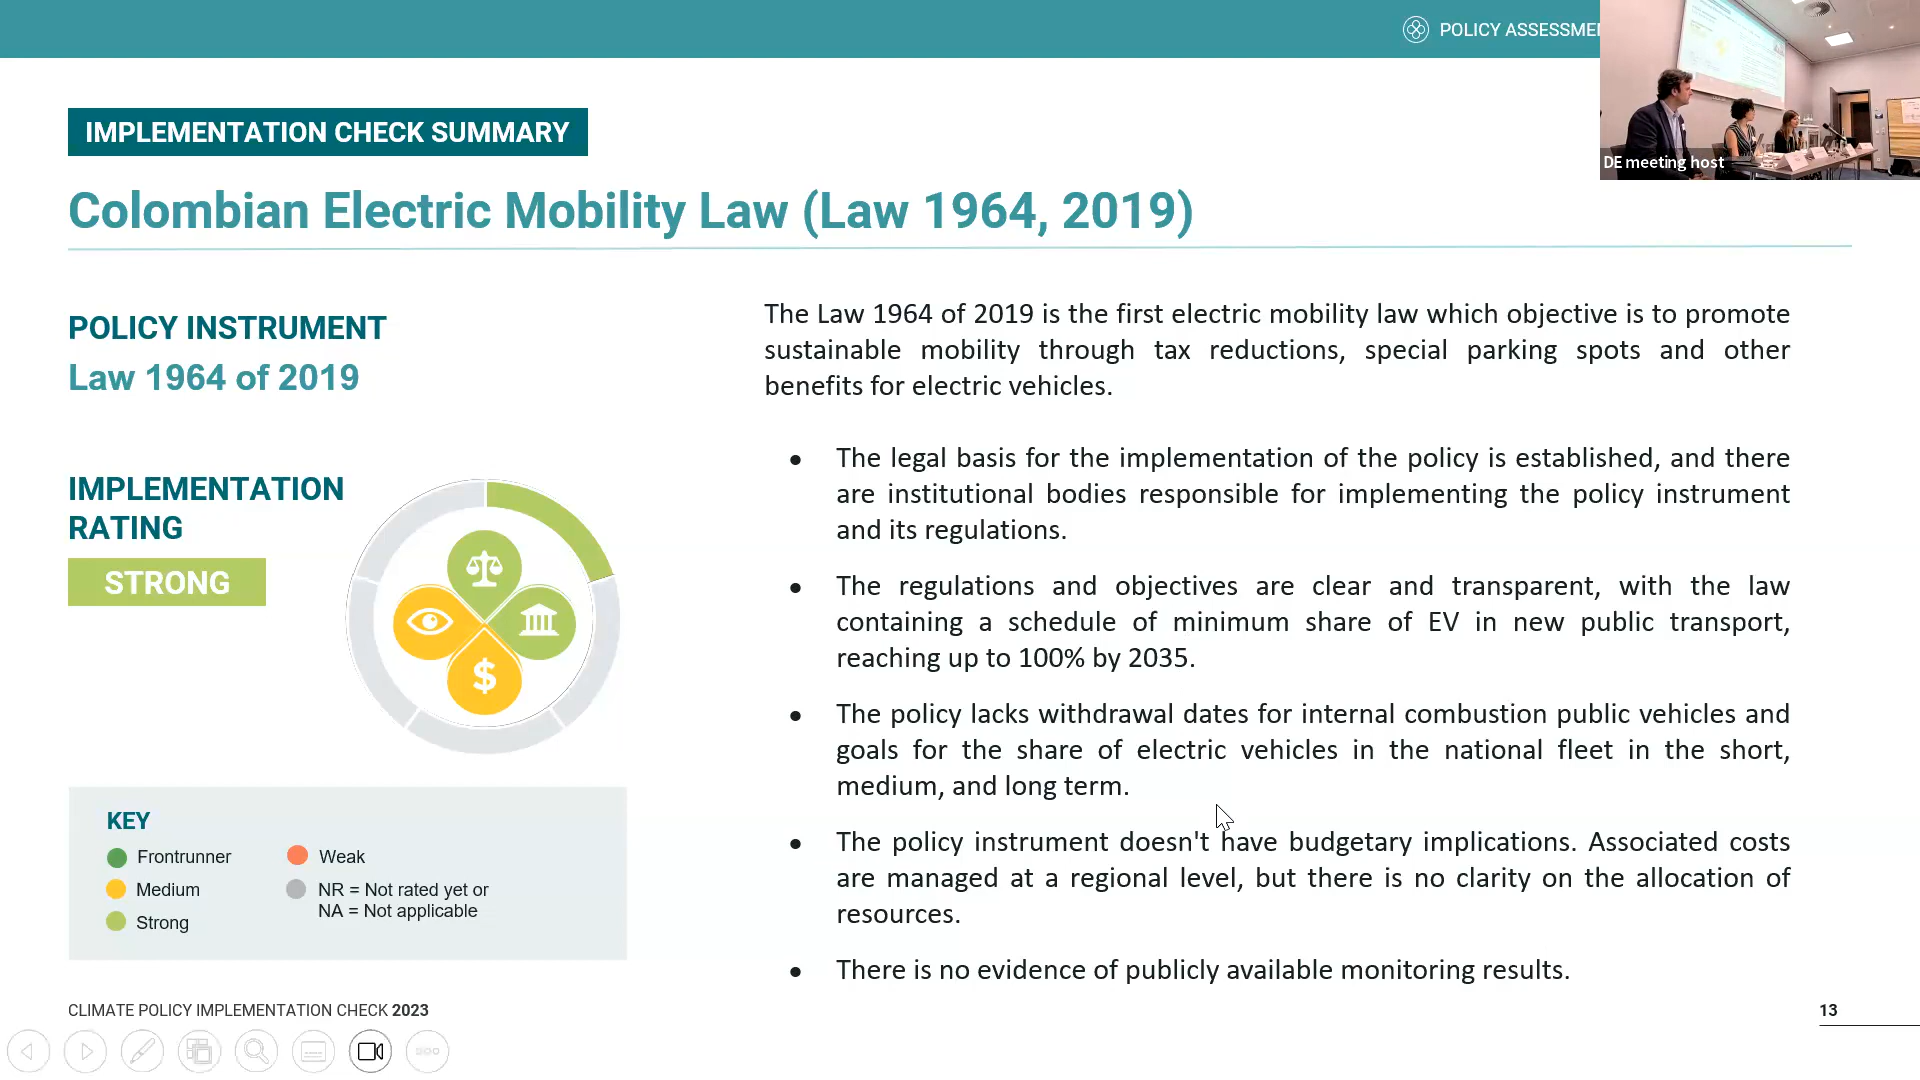 POLICY ASSESSME
DE meeting host
IMPLEMENTATION CHECK SUMMARY
Colombian Electric Mobility Law (Law 1964, 2019)
POLICY INSTRUMENT
Law 1964 of 2019
IMPLEMENTATION
RATING
STRONG
$
KEY
Frontrunner
Medium
Strong
Weak
NR = Not rated yet or
NA = Not applicable
The Law 1964 of 2019 is the first electric mobility law which objective is to promote
sustainable mobility through tax reductions, special parking spots and other
benefits for electric vehicles.
● The legal basis for the implementation of the policy is established, and there
are institutional bodies responsible for implementing the policy instrument
and its regulations.
● The regulations and objectives are clear and transparent, with the law
containing a schedule of minimum share of EV in new public transport,
reaching up to 100% by 2035.
● The policy lacks withdrawal dates for internal combustion public vehicles and
goals for the share of electric vehicles in the national fleet in the short,
medium, and long term.
● The policy instrument doesn't have budgetary implications. Associated costs
are managed at a regional level, but there is no clarity on the allocation of
resources.
● There is no evidence of publicly available monitoring results.
CLIMATE POLICY IMPLEMENTATION CHECK 2023
13